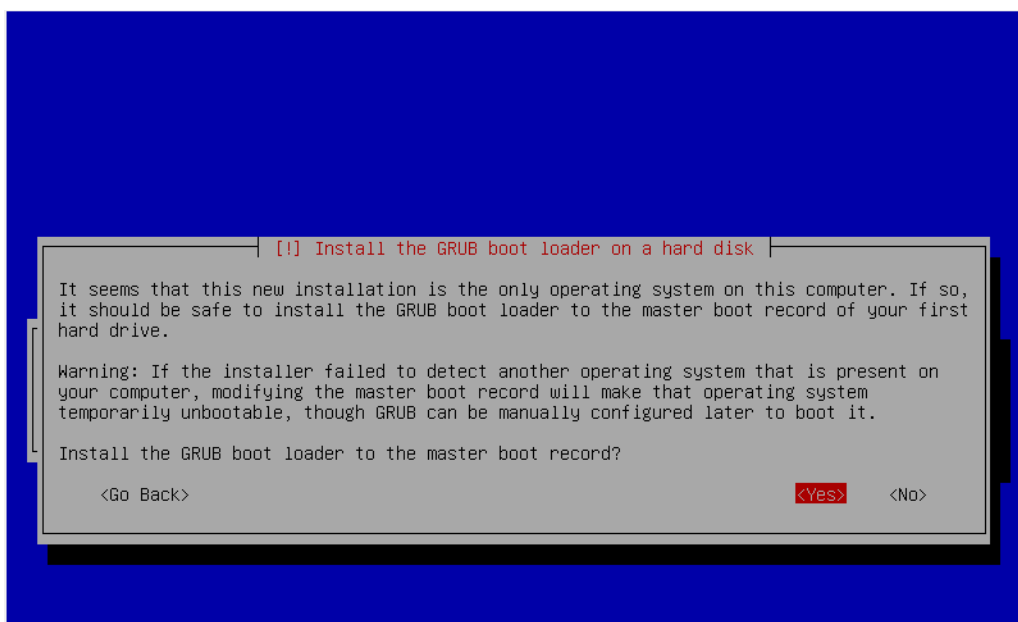 [!] Install the GRUB boot loader on a hard disk
It seems that this new installation is the only operating system on this computer. If so,
it should be safe to install the GRUB boot loader to the master boot record of your first
hard drive.
Warning: If the installer failed to detect another operating system that is present on
your computer, modifying the master boot record will make that operating system
temporarily unbootable, though GRUB can be manually configured later to boot it.
Install the GRUB boot loader to the master boot record?
<Go Back> <Yes> <No>